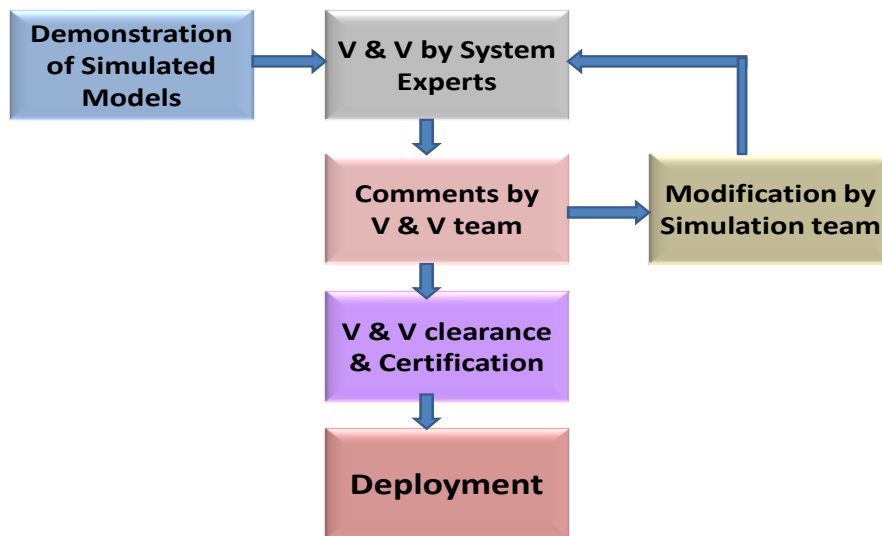 Demonstration
of Simulated
Models
V & V by System
Experts
Comments by
V & V team
Modification by
Simulation team
V & V clearance
& Certification
Deployment